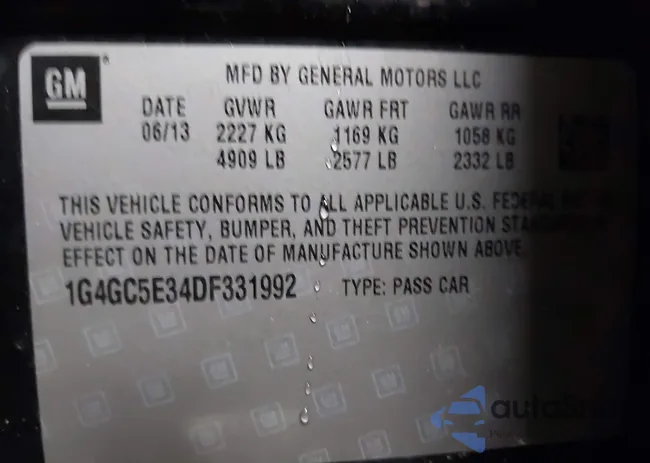 GM
MFD BY GENERAL MOTORS LLC
DATE GVWR GAWR FRT GAWR RR
06/13 2227 KG 1169 KG 1058 KG
4909 LB 2577 LB 2332 LB
THIS VEHICLE CONFORMS TO ALL APPLICABLE U.S. FEDERAL
VEHICLE SAFETY, BUMPER, AND THEFT PREVENTION
EFFECT ON THE DATE OF MANUFACTURE SHOWN ABOVE.
1G4GC5E34DF331992 TYPE: PASS CAR